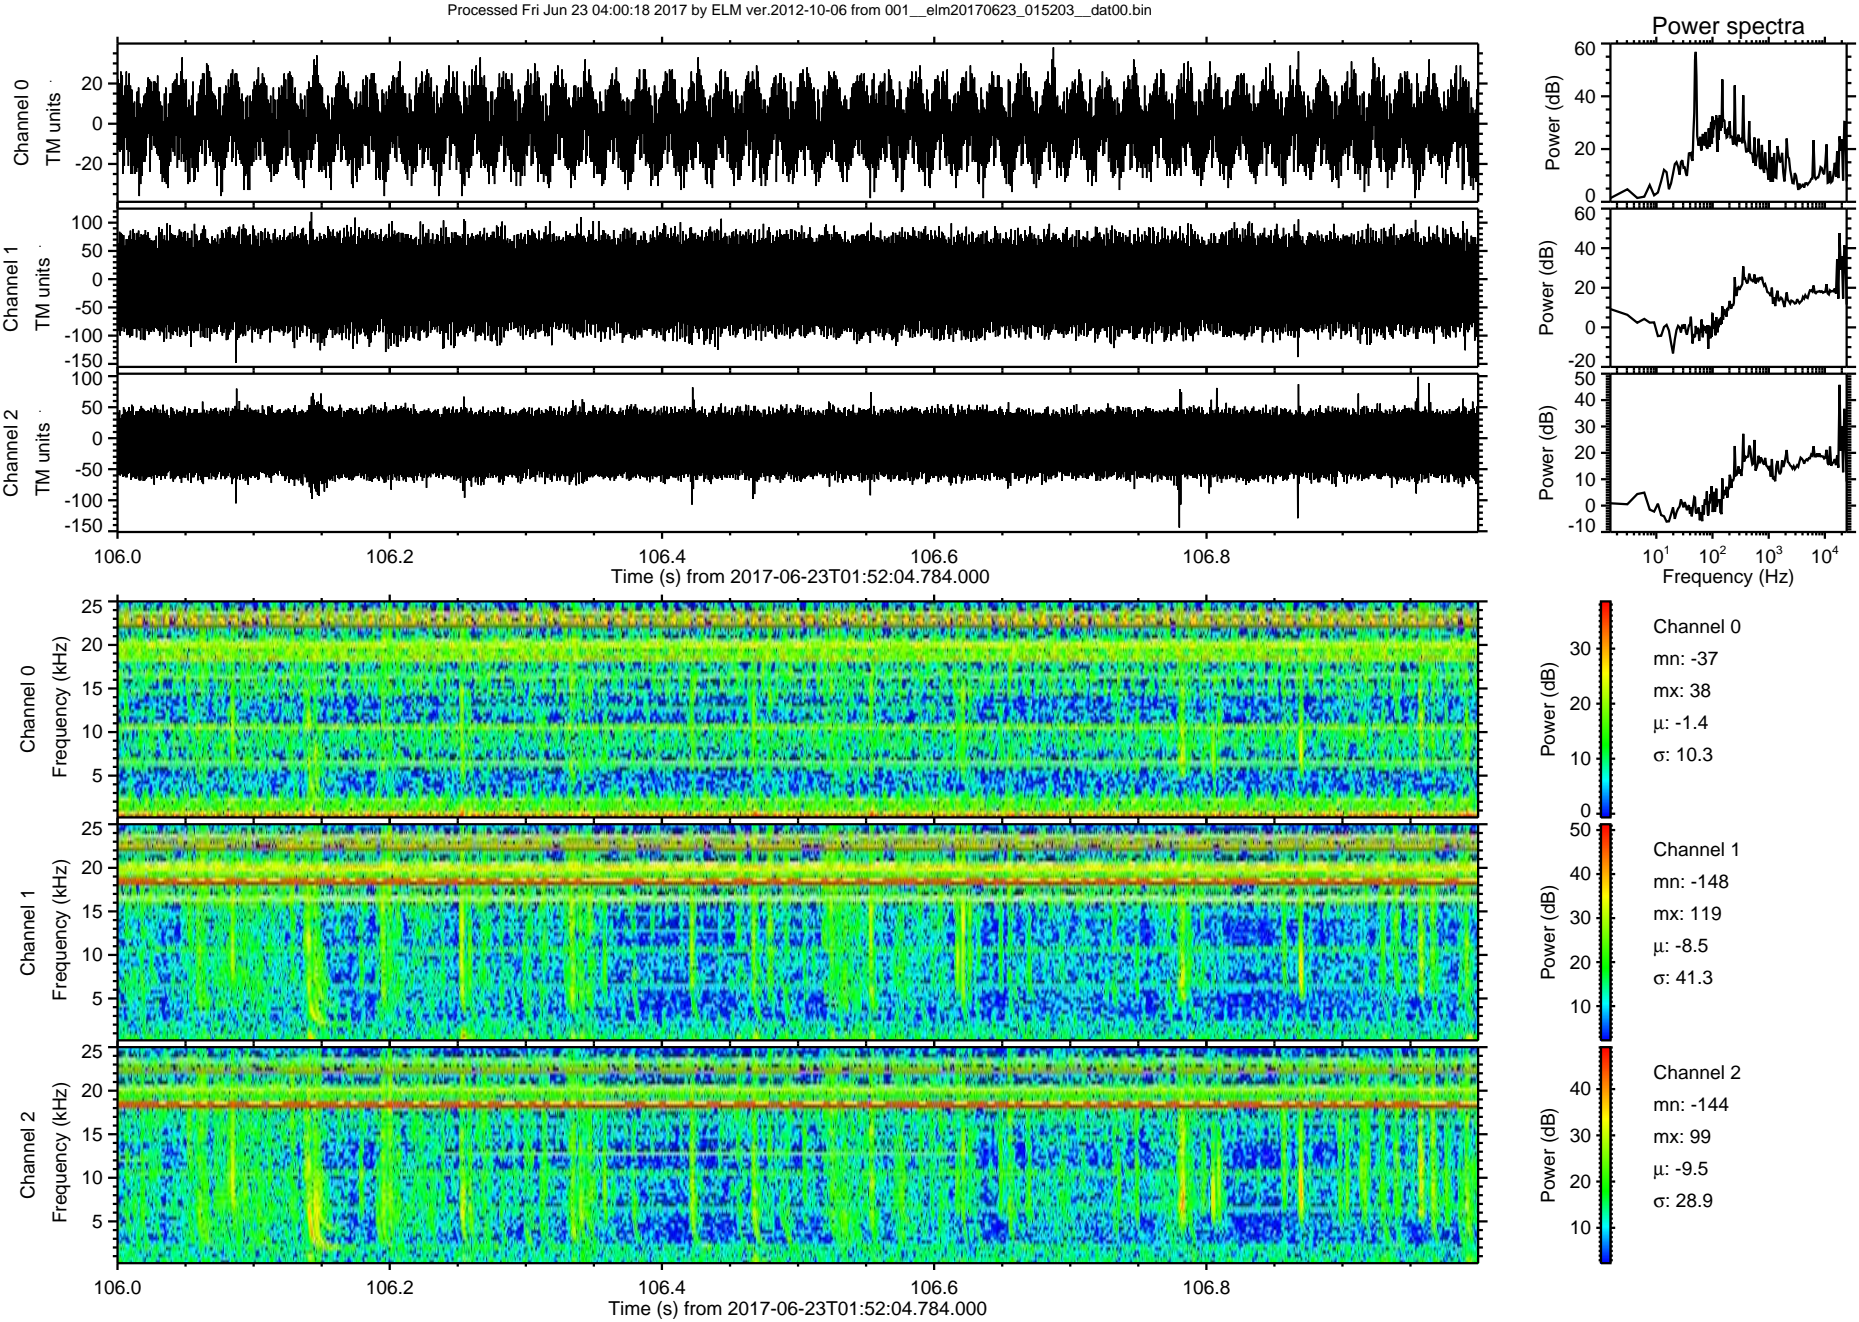 Processed Fri Jun 23 04:00:18 2017 by ELM ver.2012-10-06 from 001__elm20170623_015203__dat00.bin
Power spectra
Channel 0
TM units
20
0
-20
Power (dB)
60
40
20
0
Channel 1
TM units
100
50
0
-50
-100
-150
Power (dB)
60
40
20
0
-20
Channel 2
TM units
100
50
0
-50
-100
-150
Power (dB)
50
40
30
20
10
0
-10
106.0 106.2 106.4 106.6 106.8
Time (s) from 2017-06-23T01:52:04.784.000
10^1 10^2 10^3 10^4
Frequency (Hz)
Channel 0
Frequency (kHz)
25
20
15
10
5
Power (dB)
30
20
10
0
Channel 0
mn: -37
mx: 38
μ: -1.4
σ: 10.3
Channel 1
Frequency (kHz)
25
20
15
10
5
Power (dB)
50
40
30
20
10
Channel 1
mn: -148
mx: 119
μ: -8.5
σ: 41.3
Channel 2
Frequency (kHz)
25
20
15
10
5
Power (dB)
40
30
20
10
Channel 2
mn: -144
mx: 99
μ: -9.5
σ: 28.9
106.0 106.2 106.4 106.6 106.8
Time (s) from 2017-06-23T01:52:04.784.000